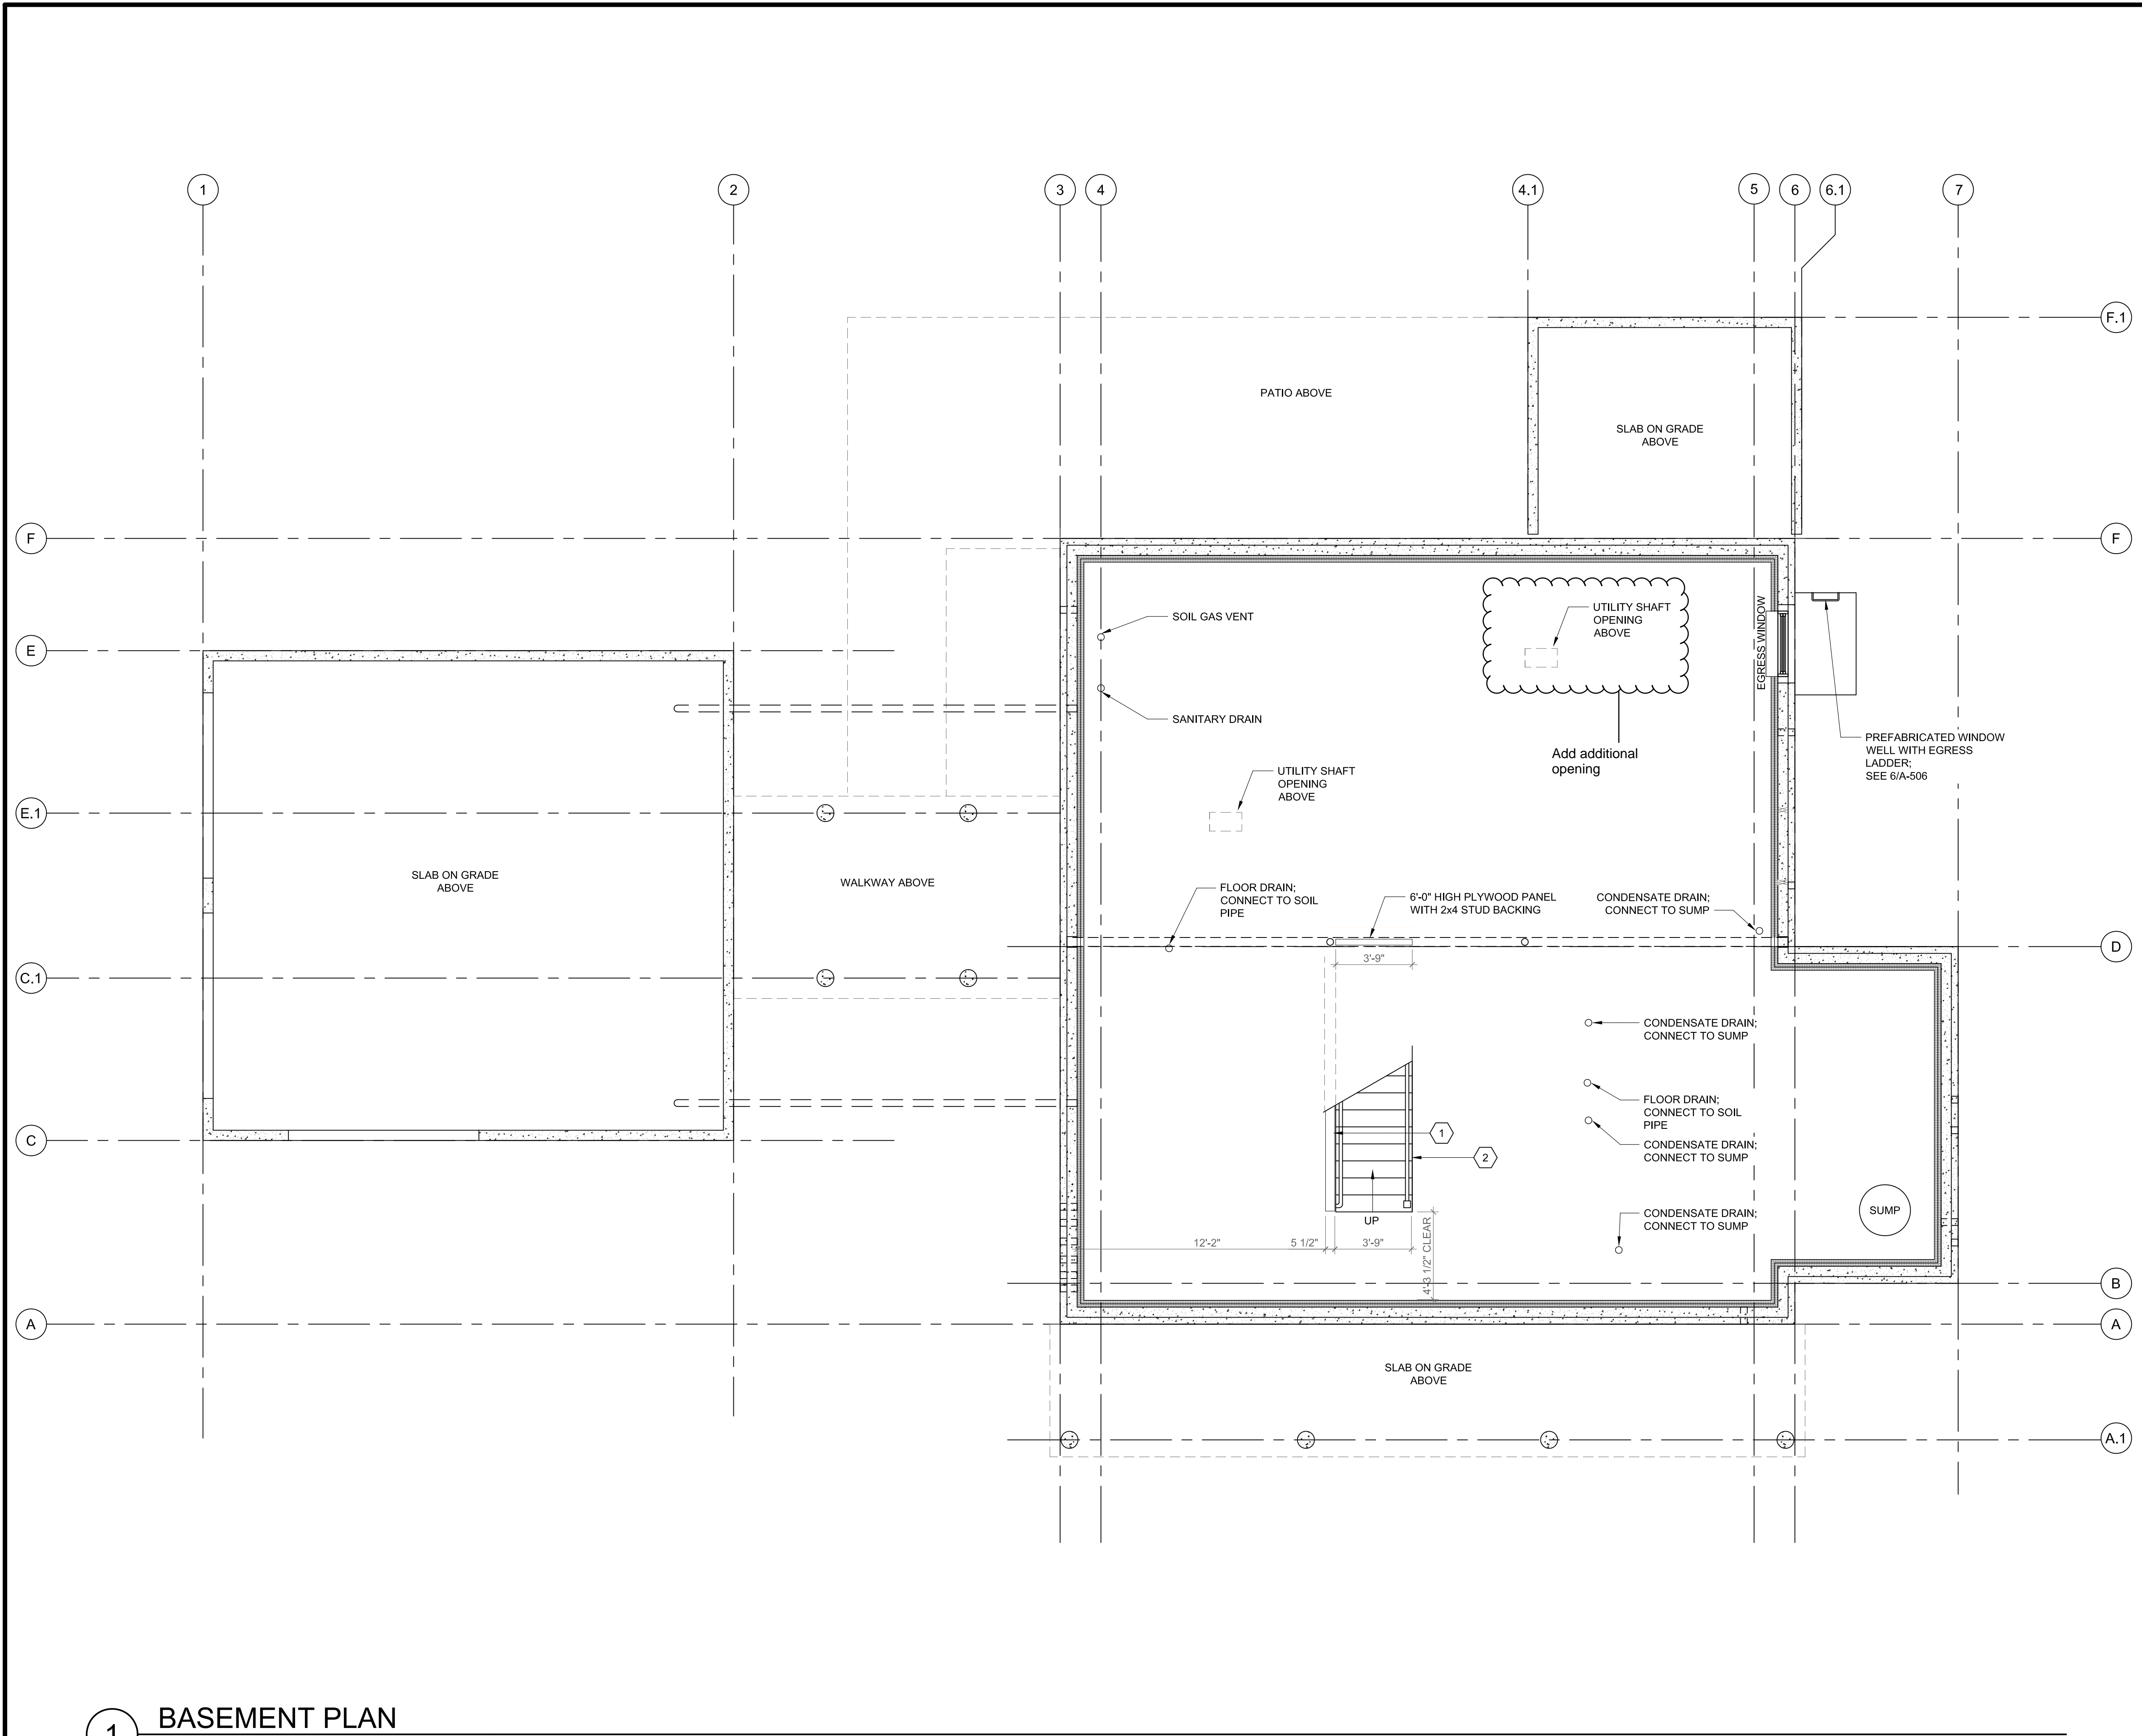 1
2
3
4
4.1
5
6
6.1
7
F.1
PATIO ABOVE
SLAB ON GRADE
ABOVE
F
F
SOIL GAS VENT
UTILITY SHAFT
OPENING
ABOVE
EGRESS WINDOW
E
SANITARY DRAIN
Add additional
opening
PREFABRICATED WINDOW
WELL WITH EGRESS
LADDER;
SEE 6/A-506
UTILITY SHAFT
OPENING
ABOVE
E.1
SLAB ON GRADE
ABOVE
WALKWAY ABOVE
FLOOR DRAIN;
CONNECT TO SOIL
PIPE
6'-0" HIGH PLYWOOD PANEL
WITH 2x4 STUD BACKING
CONDENSATE DRAIN;
CONNECT TO SUMP
D
3'-9"
C.1
CONDENSATE DRAIN;
CONNECT TO SUMP
FLOOR DRAIN;
CONNECT TO SOIL
PIPE
1
C
CONDENSATE DRAIN;
CONNECT TO SUMP
2
UP
CONDENSATE DRAIN;
CONNECT TO SUMP
SUMP
12'-2"
5 1/2"
3'-9"
4'-3 1/2" CLEAR
B
A
A
SLAB ON GRADE
ABOVE
A.1
1
BASEMENT PLAN